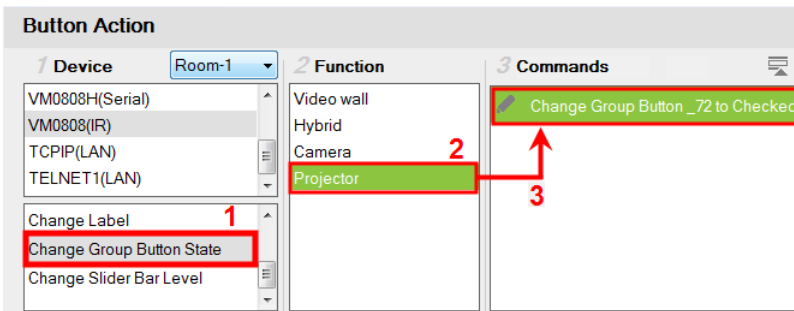 Button Action
1 Device Room-1 2 Function 3 Commands
VM0808H(Serial)
VM0808(IR)
TCPIP(LAN)
TELNET1(LAN)
Change Label 1
Change Group Button State
Change Slider Bar Level
Video wall
Hybrid
Camera 2
Projector
Change Group Button _72 to Checked
3